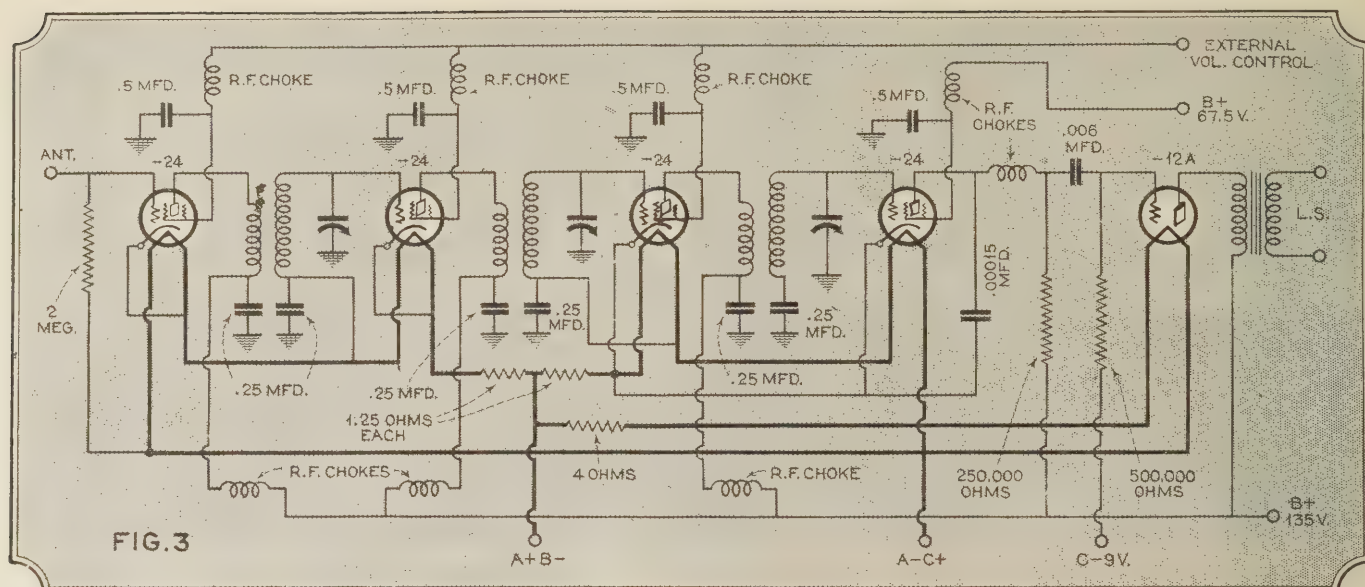 EXTERNAL
VOL. CONTROL
R.F. CHOKE
R.F. CHOKE
R.F. CHOKE
.5 MFD.
.5 MFD.
.5 MFD.
.5 MFD.
R.F.
CHOKES
B+
67.5 V.
.006
MFD.
ANT.
-24
-24
-24
-24
-12A
L.S.
2
MEG.
.00015
MFD.
.25
MFD.
.25
MFD.
.25 MFD.
.25 MFD.
.25 MFD.
1.25 OHMS
EACH
4 OHMS
R.F. CHOKES
R.F. CHOKE
250,000
OHMS
500,000
OHMS
B+
135 V.
FIG.3
A+B-
A-C+
C-9V.